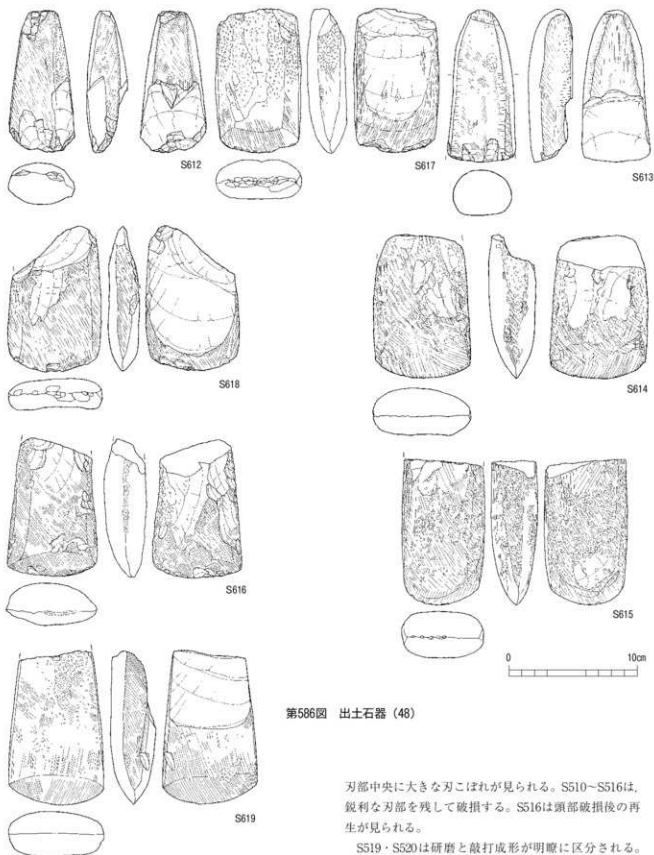 S612
S617
S613
S618
S614
S616
S615
0
10cm
S619
第586図 出土石器（48）
刃部中央に大きな刃こぼれが見られる。S510～S516は,
鋭利な刃部を残して破損する。S516は頭部破損後の再
生が見られる。
S519・S520は研磨と敲打成形が明瞭に区分される。